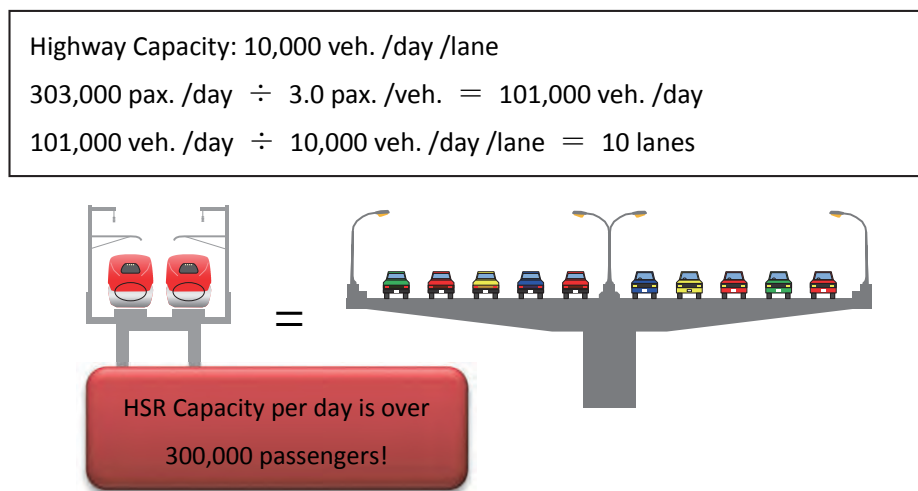 Highway Capacity: 10,000 veh. /day /lane
303,000 pax. /day ÷ 3.0 pax. /veh. ＝ 101,000 veh. /day
101,000 veh. /day ÷ 10,000 veh. /day /lane ＝ 10 lanes
=
HSR Capacity per day is over
300,000 passengers!